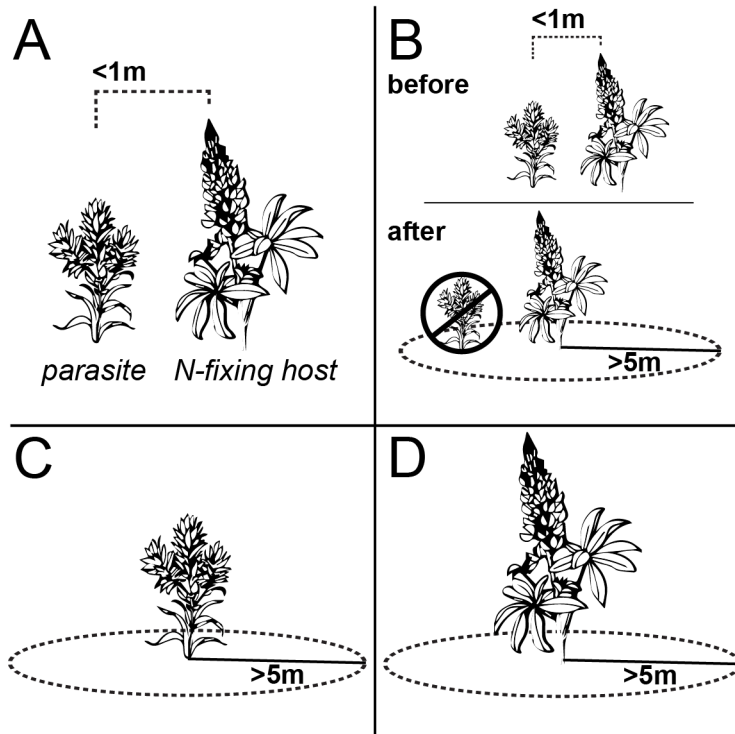 A
<1m
parasite
N-fixing host
B
<1m
before
after
>5m
C
>5m
D
>5m